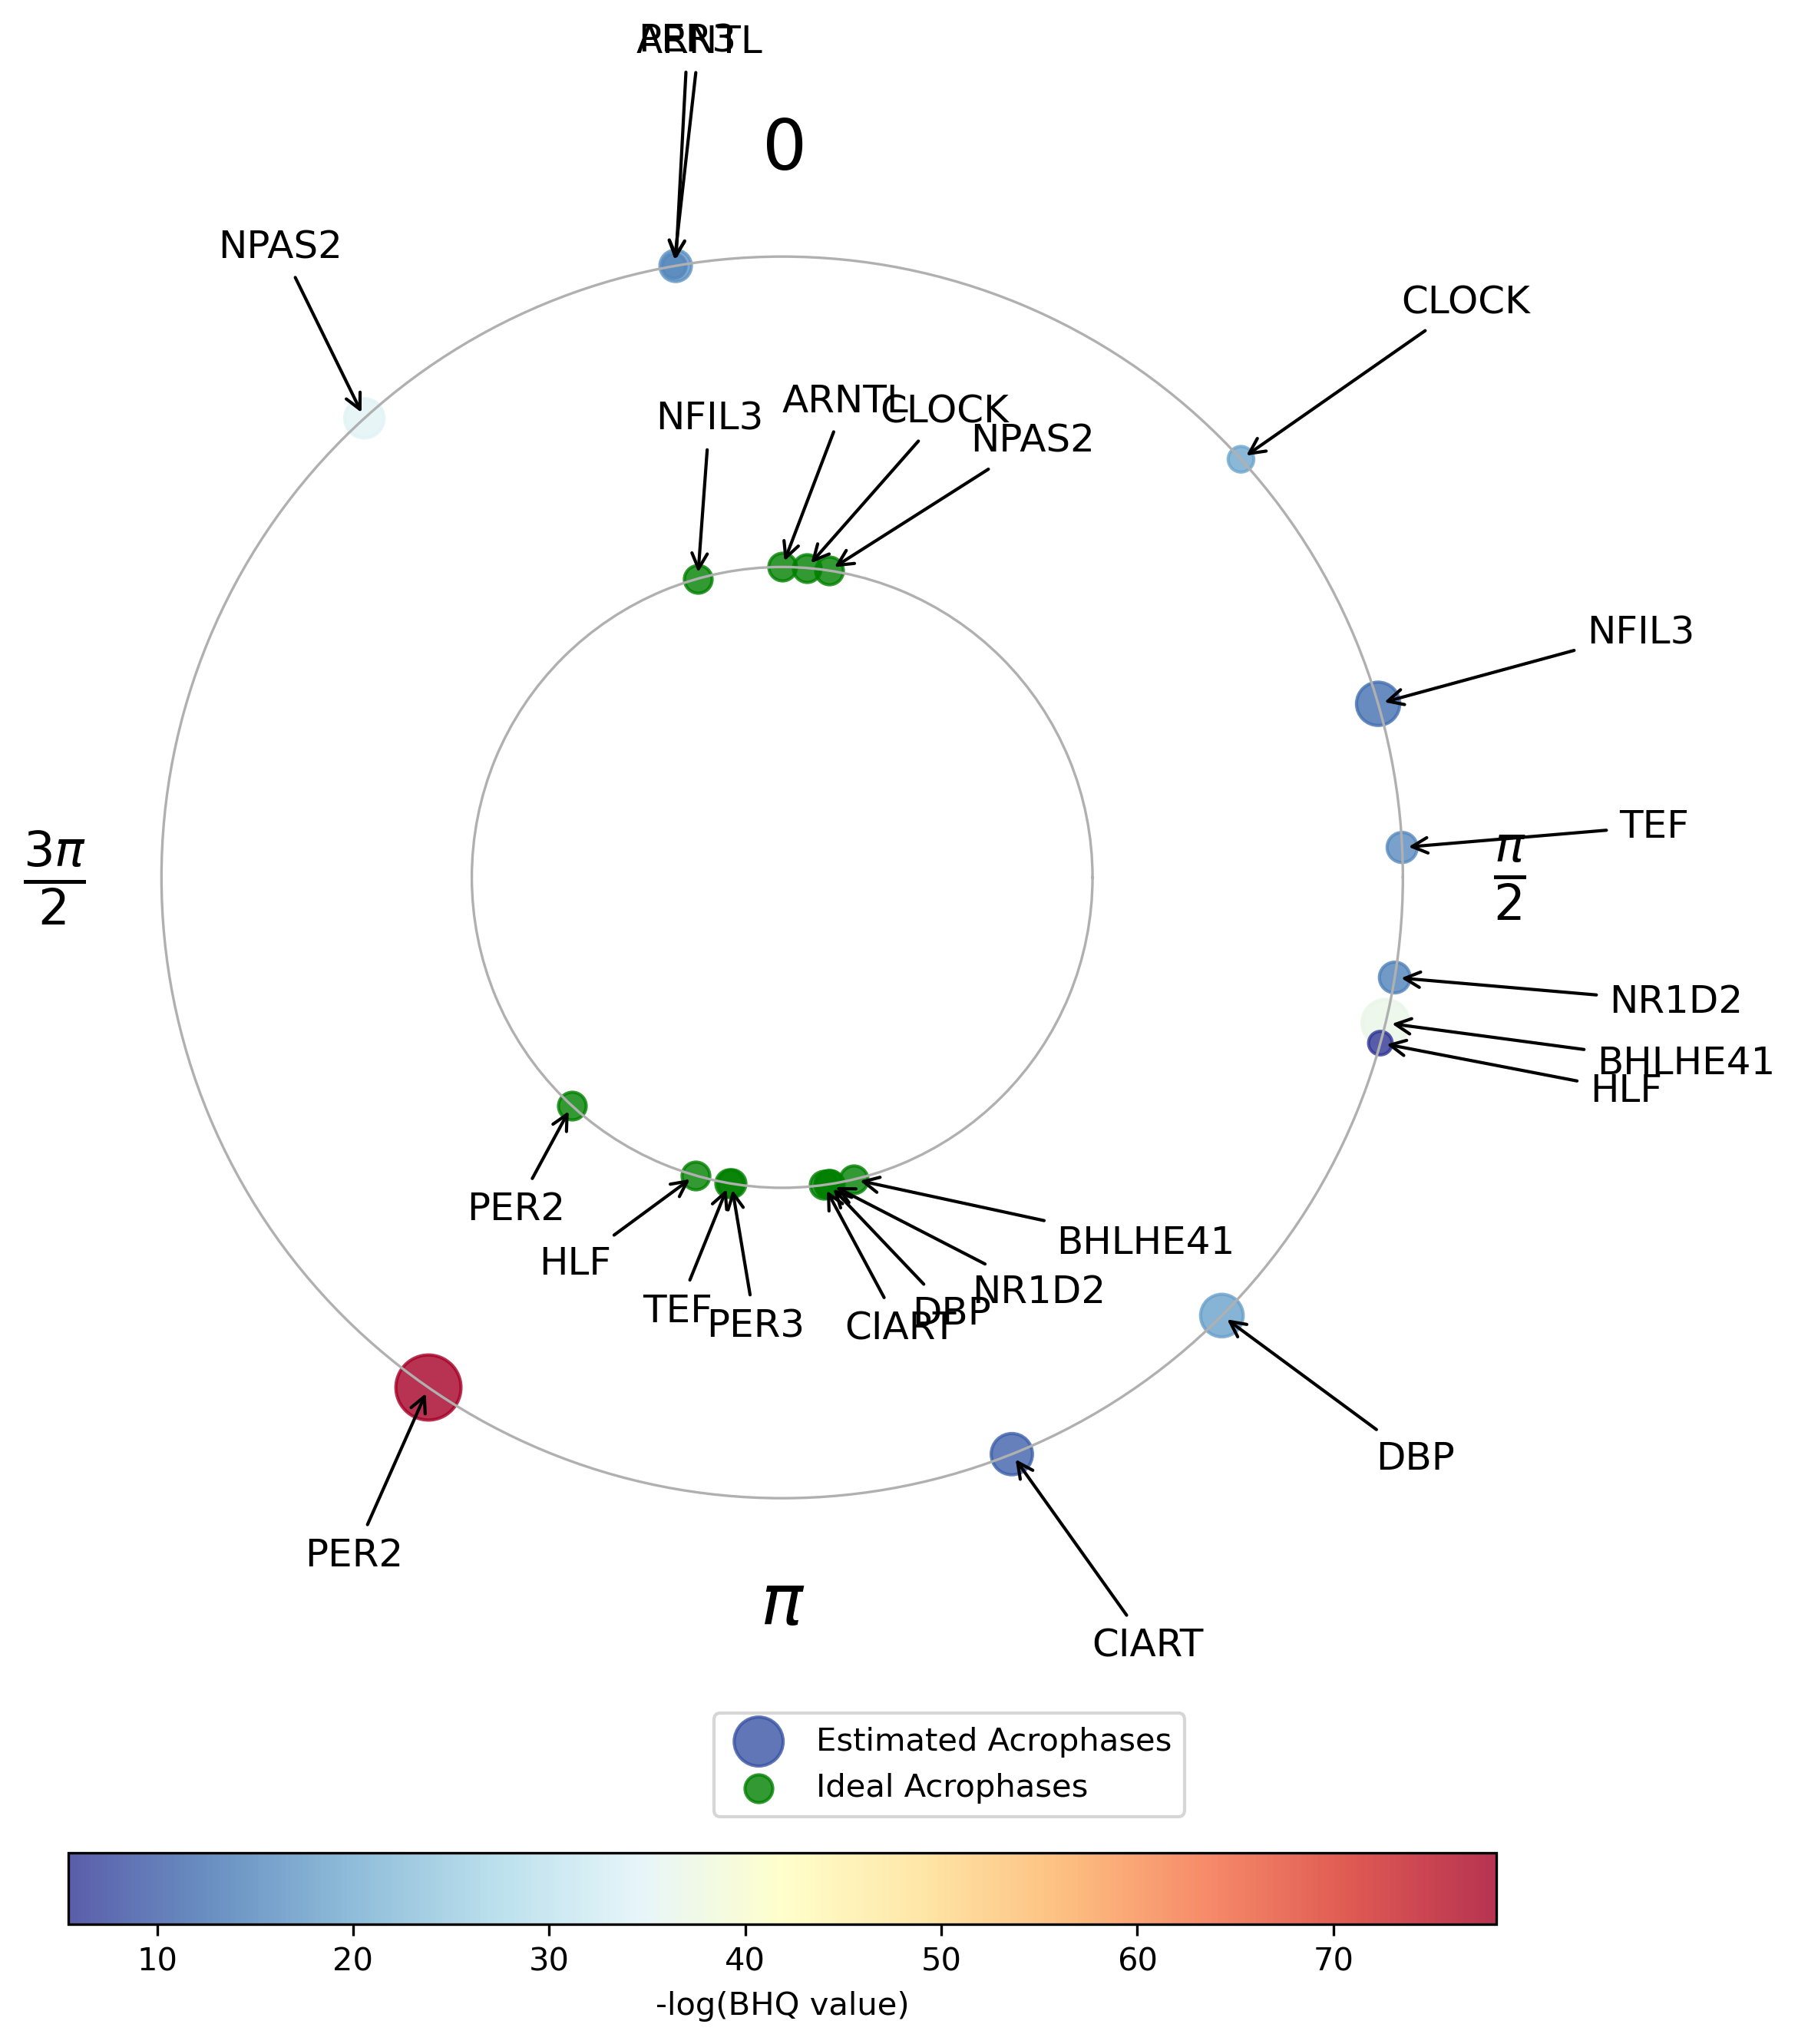 PER3
ARNTL
0
NPAS2
CLOCK
ARNTL
CLOCK
NFIL3
NPAS2
NFIL3
TEF
3π/2
π/2
NR1D2
BHLHE41
HLF
PER2
BHLHE41
HLF
NR1D2
TEF
PER3
CIART
DBP
DBP
PER2
π
CIART
Estimated Acrophases
Ideal Acrophases
10 20 30 40 50 60 70
-log(BHQ value)